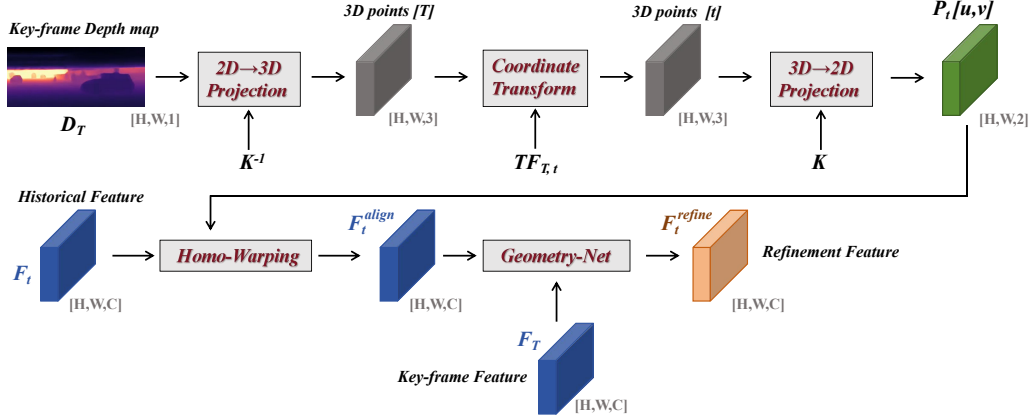 Key-frame Depth map
3D points [T]
3D points [t]
P_t[u,v]
2D→3D
Projection
Coordinate
Transform
3D→2D
Projection
[H,W,1]
[H,W,3]
[H,W,3]
[H,W,2]
D_T
K^{-1}
TF_{T,t}
K
Historical Feature
F_t^{align}
F_t^{refine}
F_t
Homo-Warping
Geometry-Net
Refinement Feature
[H,W,C]
[H,W,C]
[H,W,C]
F_T
Key-frame Feature
[H,W,C]